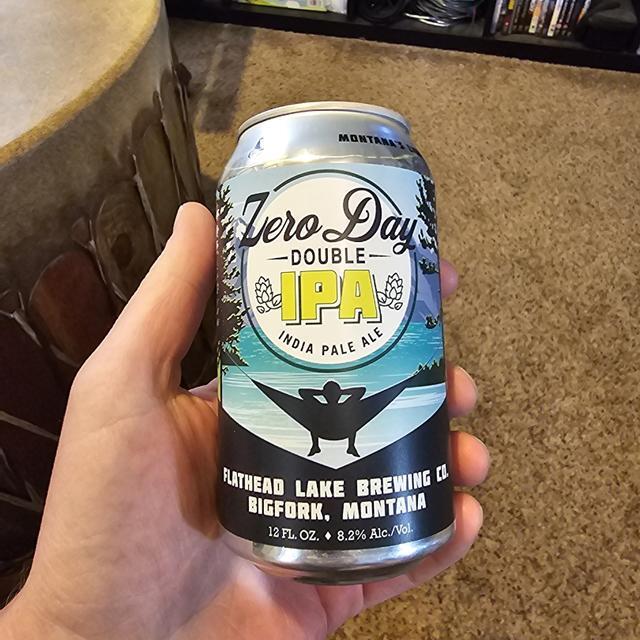 MONTANA'S
Zero Day
DOUBLE
IPA
INDIA PALE ALE
FLATHEAD LAKE BREWING CO.
BIGFORK, MONTANA
12 FL. OZ. ♦ 8.2% Alc./Vol.